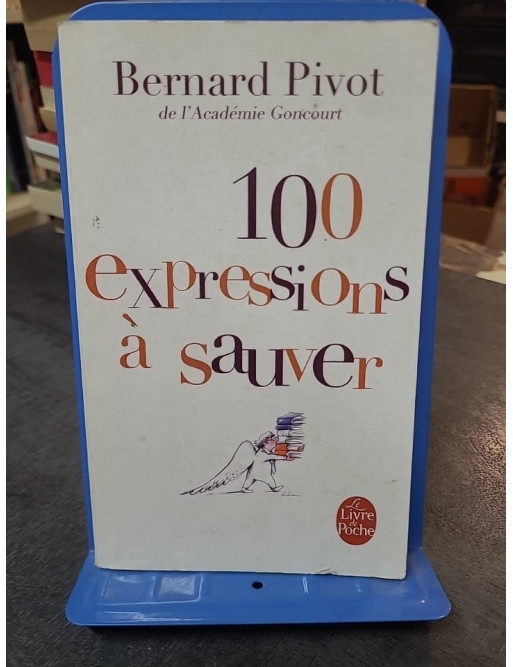 Bernard Pivot
de l'Académie Goncourt
100
expressions
à sauver
Le
Livre
de
Poche